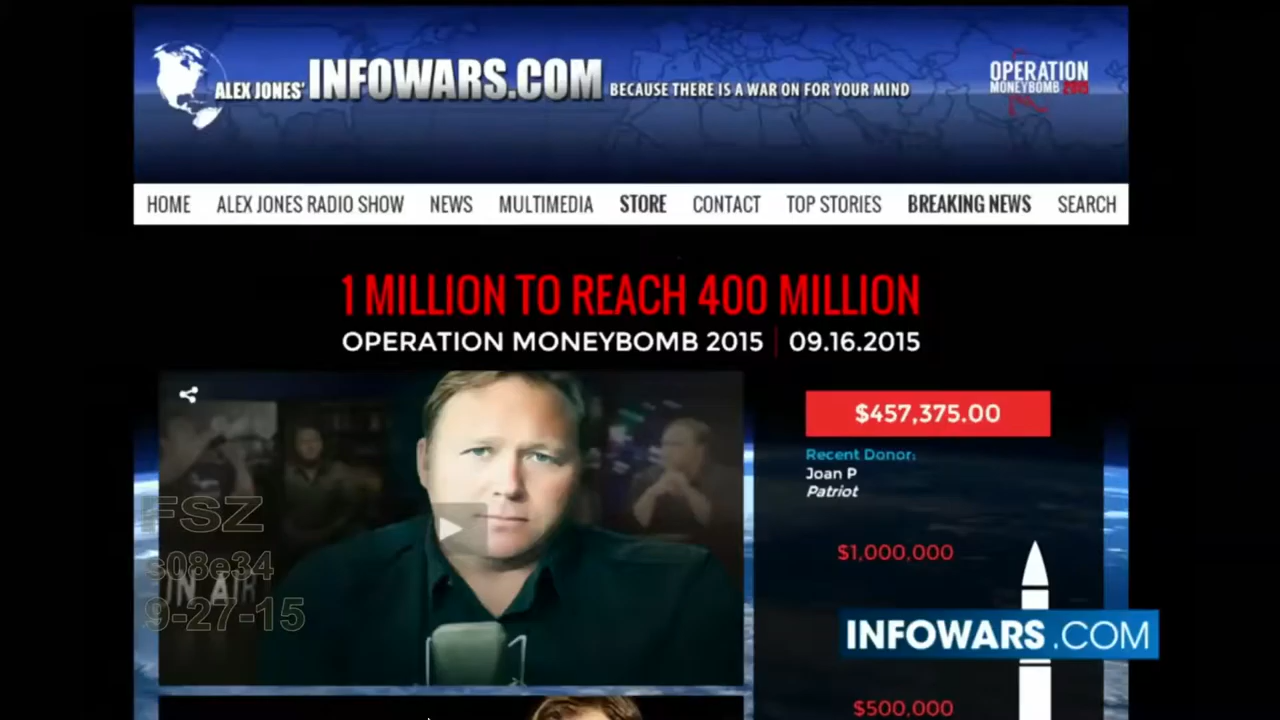 ALEX JONES' INFOWARS.COM BECAUSE THERE IS A WAR ON FOR YOUR MIND
OPERATION
MONEYBOMB 2015
HOME ALEX JONES RADIO SHOW NEWS MULTIMEDIA STORE CONTACT TOP STORIES BREAKING NEWS SEARCH
1 MILLION TO REACH 400 MILLION
OPERATION MONEYBOMB 2015 | 09.16.2015
$457,375.00
Recent Donor:
Joan P
Patriot
FSZ
s08e34
ON AIR
9-27-15
$1,000,000
INFOWARS.COM
$500,000